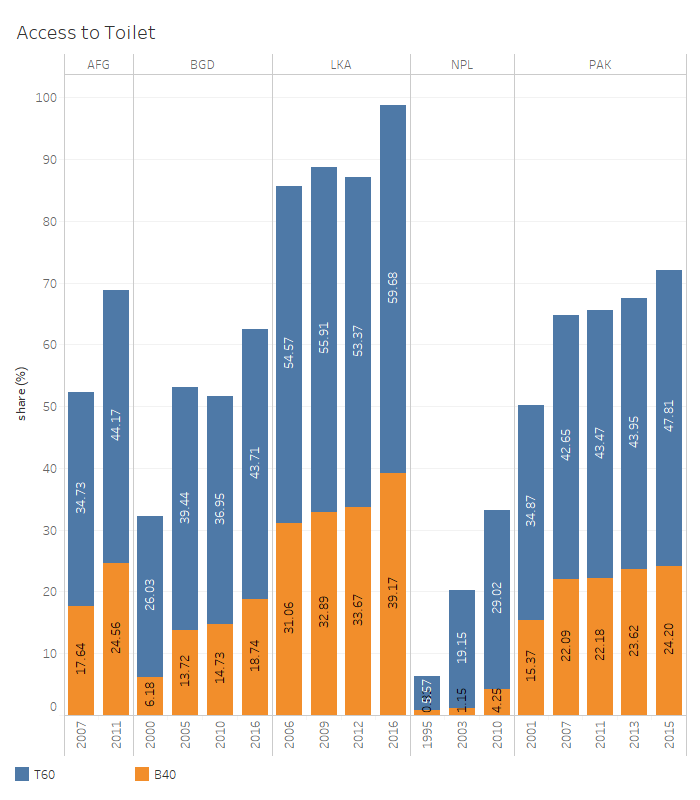 Access to Toilet
AFG BGD LKA NPL PAK
share (%)
100
90
80
70
60
50
40
30
20
10
0
34.73 44.17 26.03 39.44 36.95 43.71 54.57 55.91 53.37 59.68 5.57 19.15 29.02 34.87 42.65 43.47 43.95 47.81
17.64 24.56 6.18 13.72 14.73 18.74 31.06 32.89 33.67 39.17 1.15 4.25 15.37 22.09 22.18 23.62 24.20
2007 2011 2000 2005 2010 2016 2006 2009 2012 2016 1995 2003 2010 2001 2007 2011 2013 2015
T60 B40